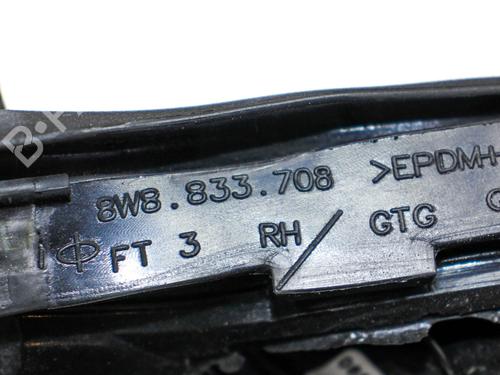 8W8.833.708 >EPDM+
FT 3 RH/ GTG